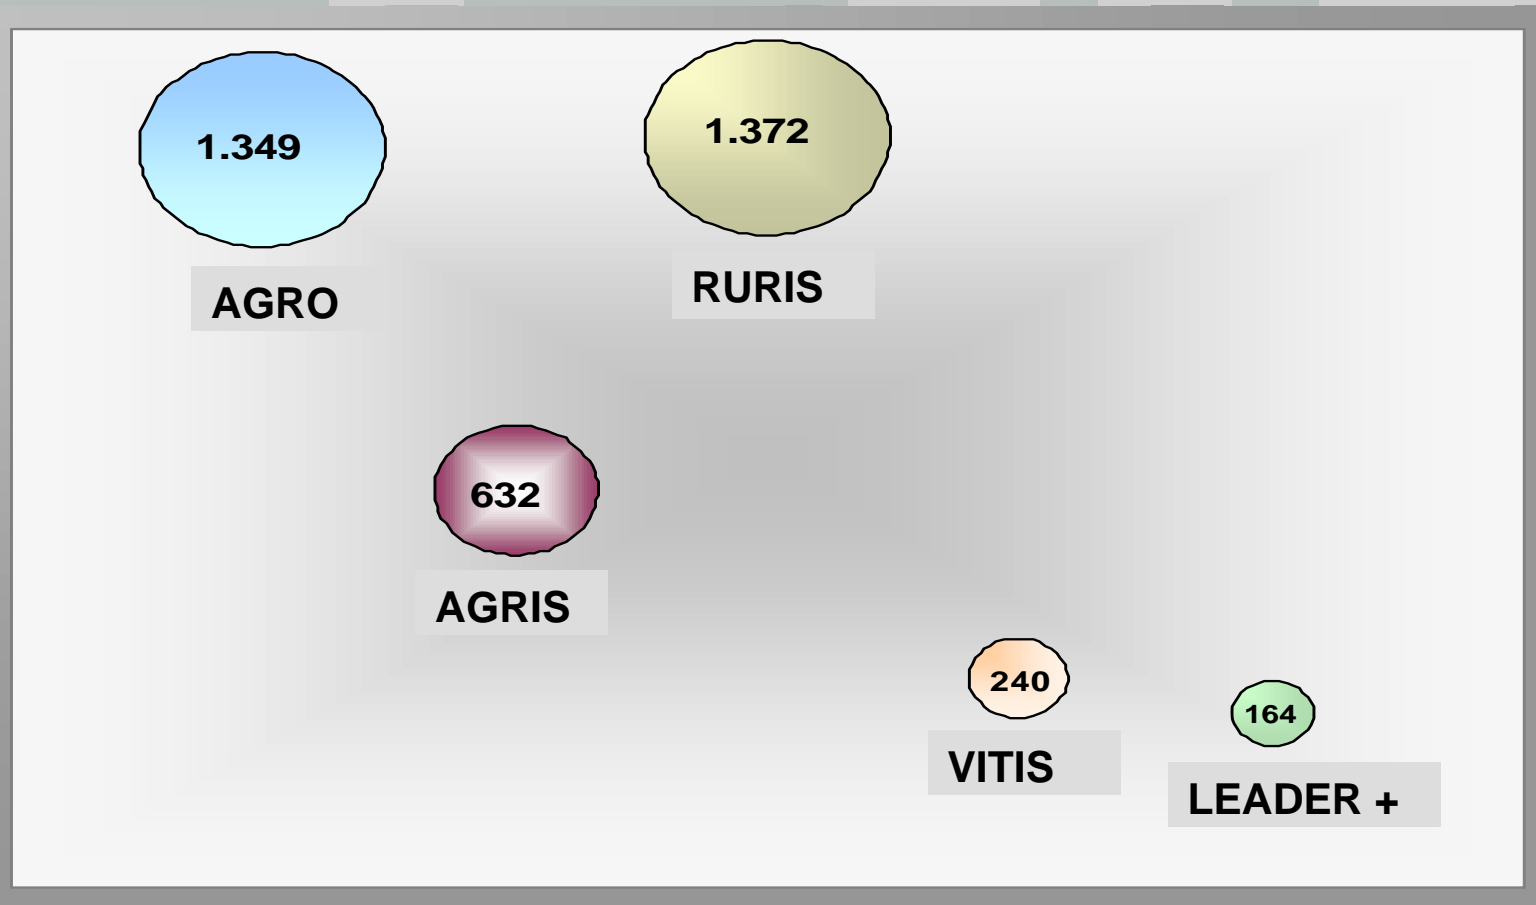 1.349
AGRO
1.372
RURIS
632
AGRIS
240
VITIS
164
LEADER +